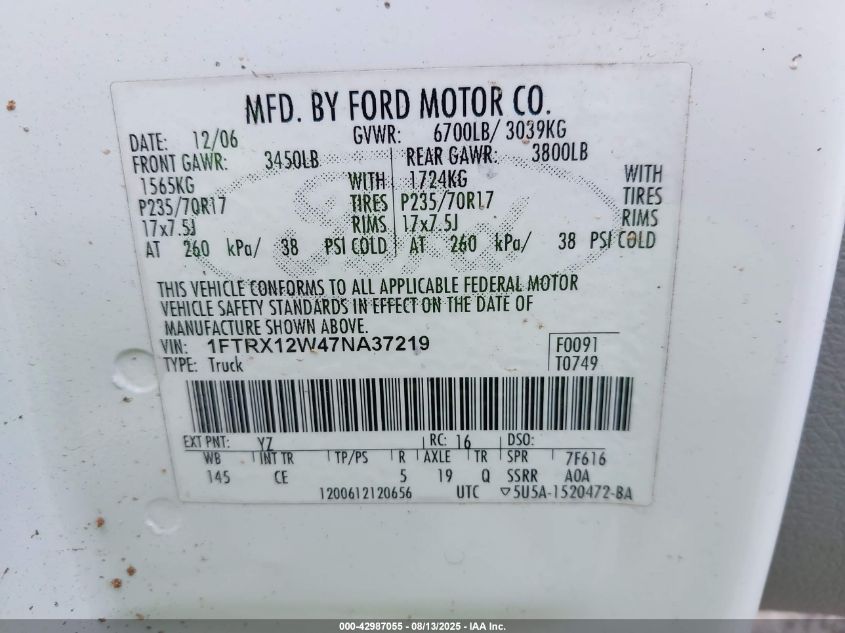 MFD. BY FORD MOTOR CO.
DATE: 12/06 GVWR: 6700LB/ 3039KG
FRONT GAWR: 3450LB REAR GAWR: 3800LB
1565KG WITH 1724KG WITH
P235/70R17 TIRES P235/70R17 TIRES
17x7.5J RIMS 17x7.5J RIMS
AT 260 kPa/ 38 PSI COLD AT 260 kPa/ 38 PSI COLD
THIS VEHICLE CONFORMS TO ALL APPLICABLE FEDERAL MOTOR
VEHICLE SAFETY STANDARDS IN EFFECT ON THE DATE OF
MANUFACTURE SHOWN ABOVE.
VIN: 1FTRX12W47NA37219 F0091
TYPE: Truck T0749
EXT PNT: YZ RC: 16 DSO:
WB INT TR TP/PS R AXLE TR SPR 7F616
145 CE 5 19 Q SSRR A0A
1200612120656 UTC ▽5U5A-1520472-BA
000-42987055 - 08/13/2025 - IAA Inc.